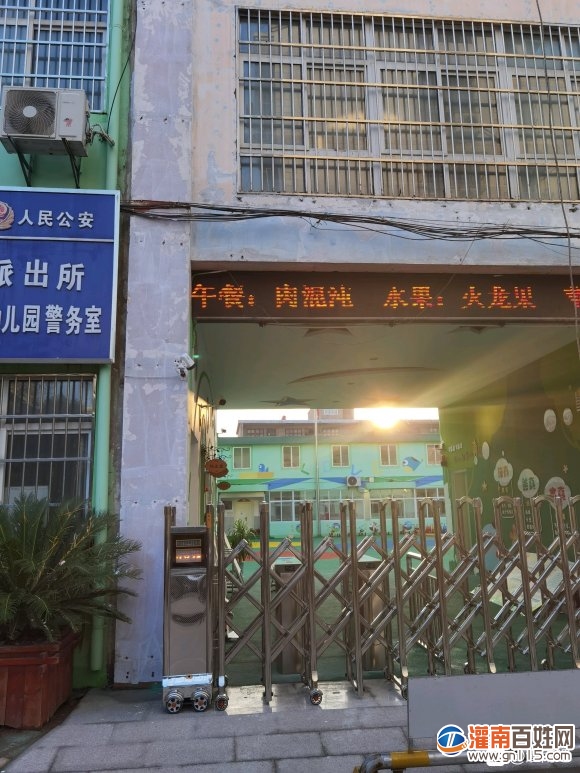 人民公安
派出所
幼儿园警务室
午餐：肉混沌 水果：火龙果
灌南百姓网
www.gn115.com